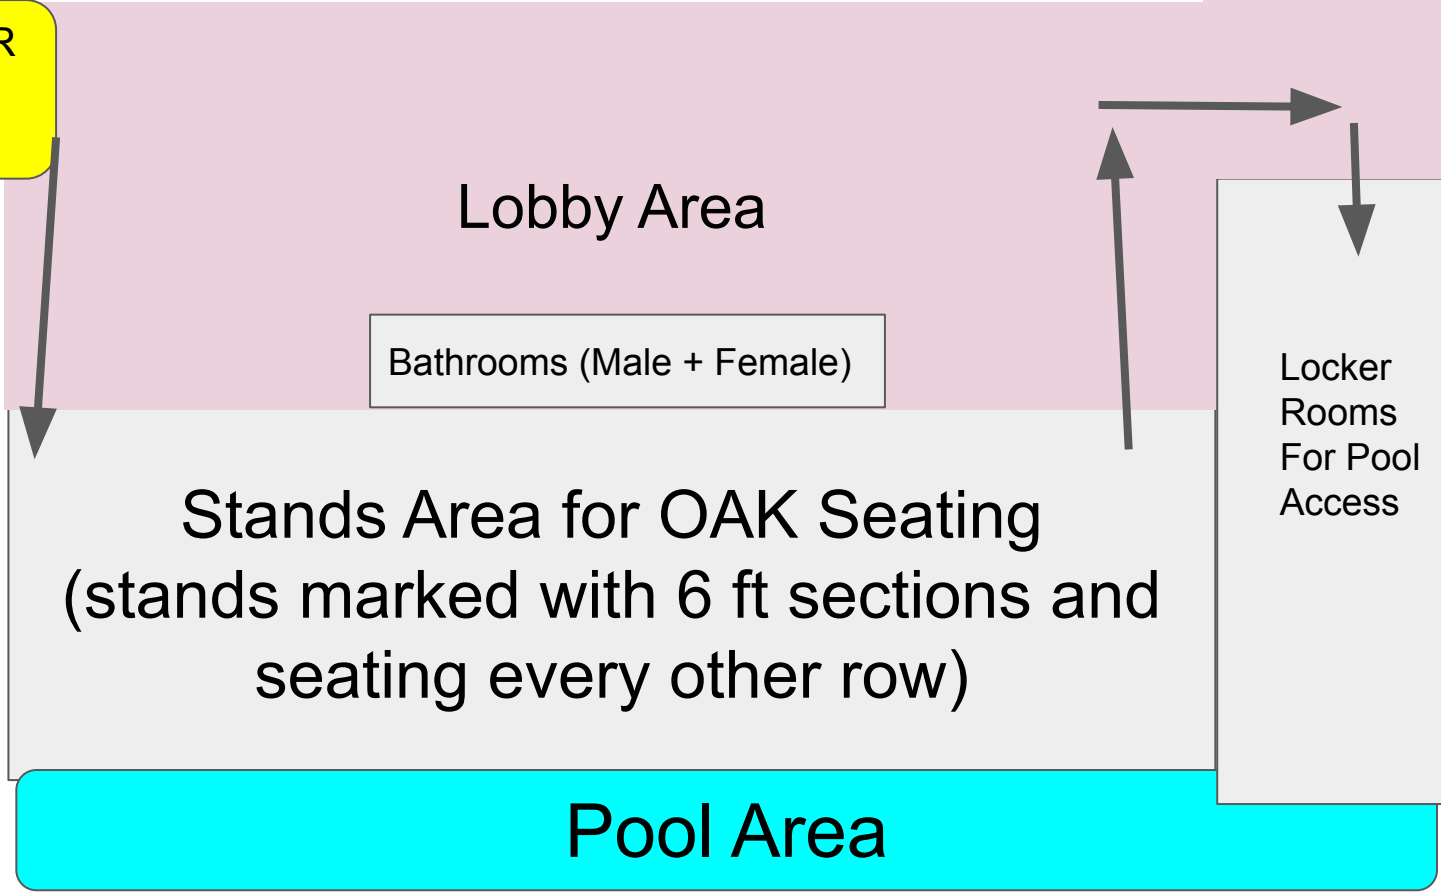 R
Lobby Area
Bathrooms (Male + Female)
Locker
Rooms
For Pool
Access
Stands Area for OAK Seating
(stands marked with 6 ft sections and
seating every other row)
Pool Area